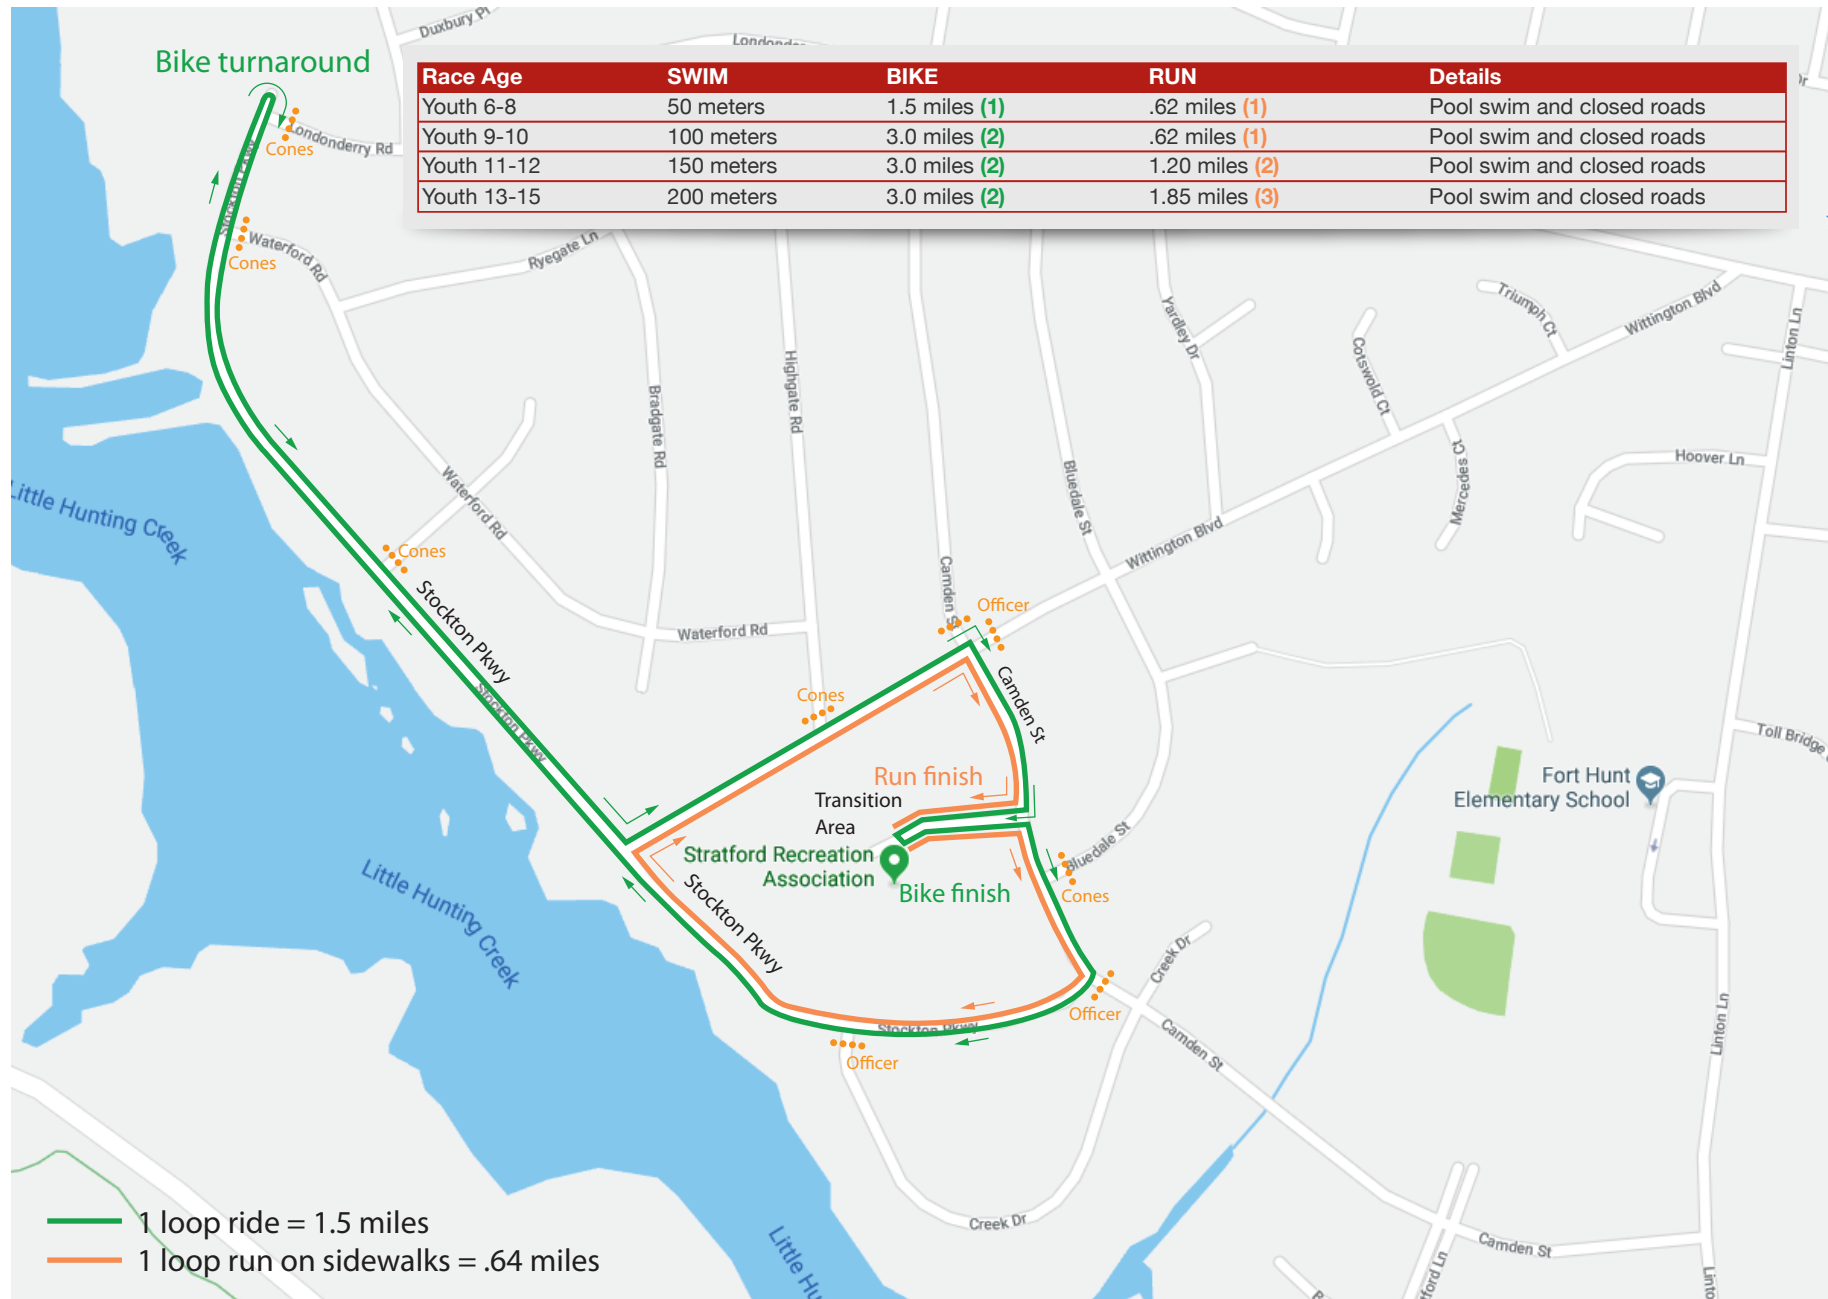 Duxbury Pl
Bike turnaround
Race Age SWIM BIKE RUN Details
Youth 6-8 50 meters 1.5 miles (1) .62 miles (1) Pool swim and closed roads
Youth 9-10 100 meters 3.0 miles (2) .62 miles (1) Pool swim and closed roads
Youth 11-12 150 meters 3.0 miles (2) 1.20 miles (2) Pool swim and closed roads
Youth 13-15 200 meters 3.0 miles (2) 1.85 miles (3) Pool swim and closed roads
Londonderry Rd
Cones
Stockton Pkwy
Waterford Rd
Cones
Ryegate Ln
Triumph Ct
Wittington Blvd
Linton Ln
Yardley Dr
Cotswold Ct
Highgate Rd
Bradgate Rd
Mercedes Ct
Hoover Ln
Bluedale St
Waterford Rd
Little Hunting Creek
Wittington Blvd
Cones
Stockton Pkwy
Camden St
Officer
Waterford Rd
Stockton Pkwy
Cones
Camden St
Toll Bridge
Run finish
Transition
Area
Fort Hunt
Elementary School
Stratford Recreation
Association
Bike finish
Bluedale St
Cones
Stockton Pkwy
Little Hunting Creek
Creek Dr
Officer
Stockton Pkwy
Officer
Camden St
Linton Ln
Creek Dr
1 loop ride = 1.5 miles
1 loop run on sidewalks = .64 miles
Camden St
Little